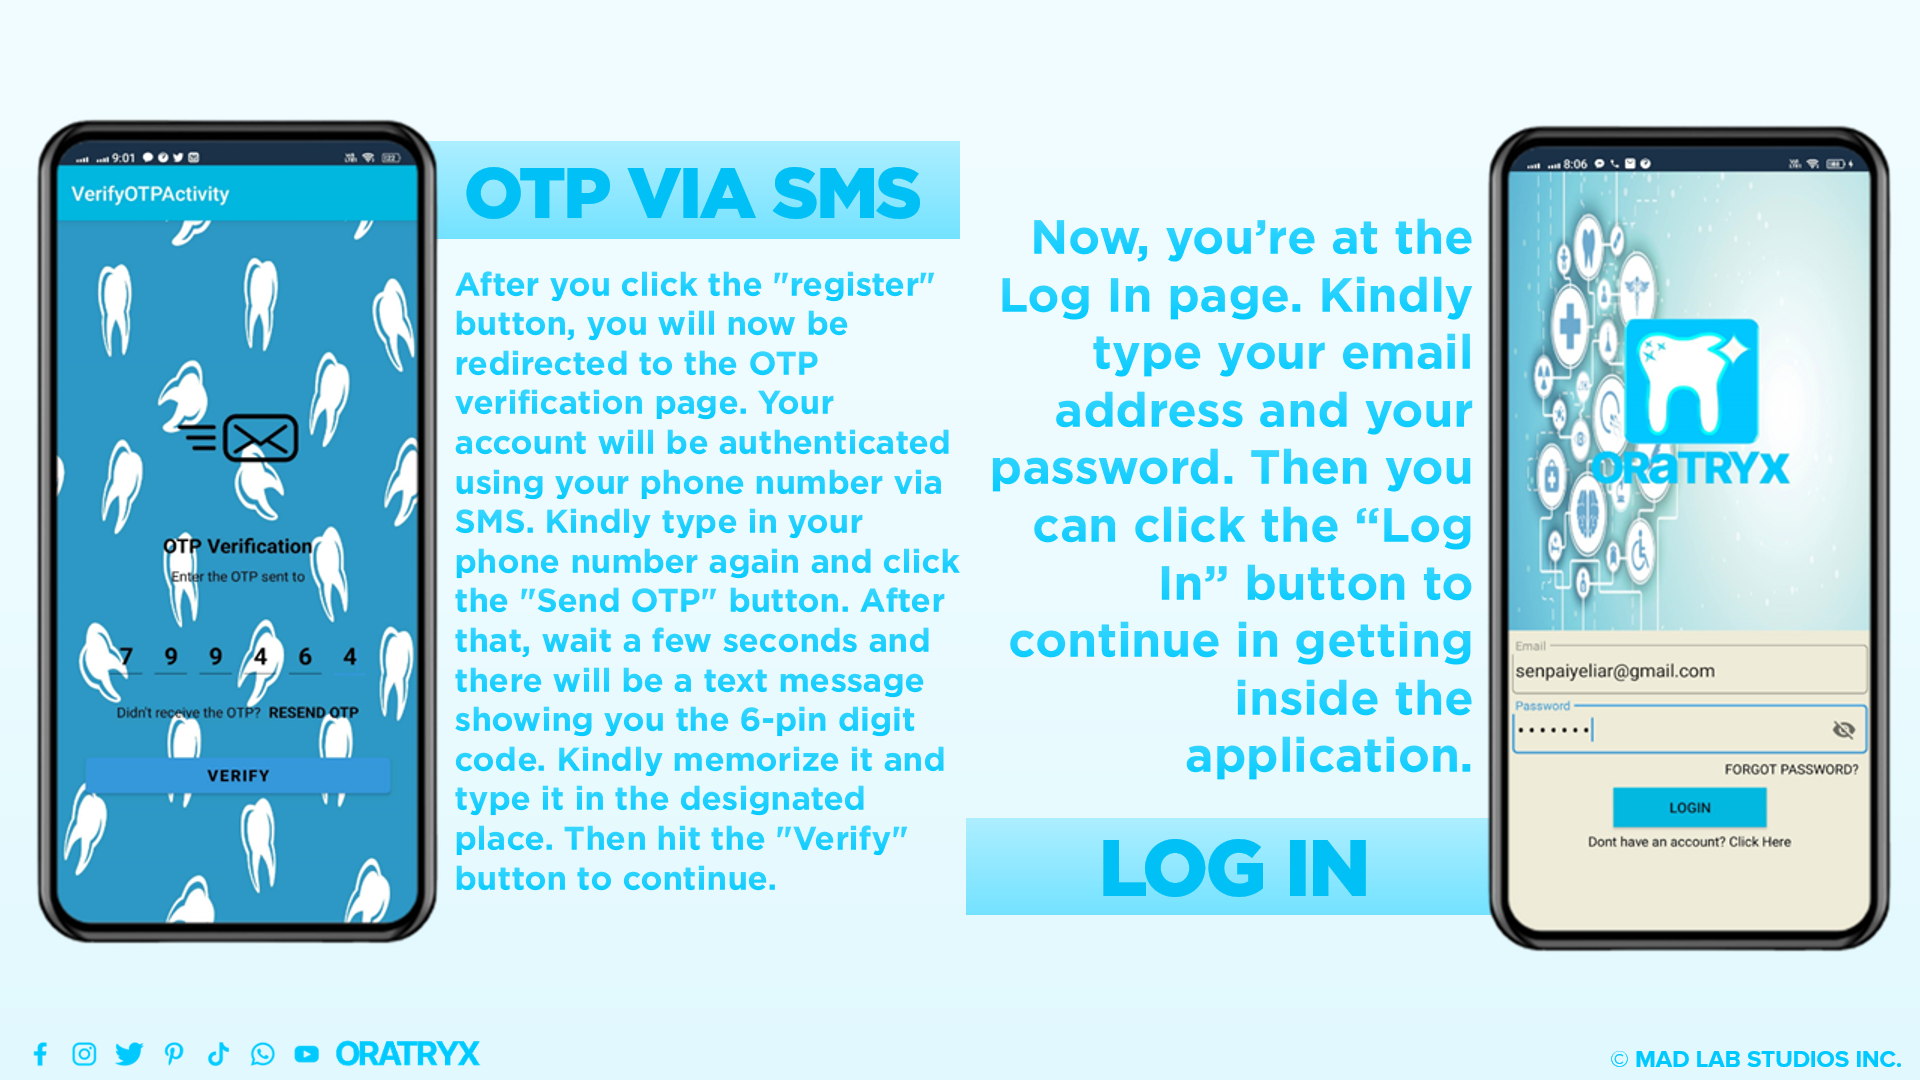 9:01
VerifyOTPActivity
OTP Verification
Enter the OTP sent to
7 9 9 4 6 4
Didn't receive the OTP? RESEND OTP
VERIFY
OTP VIA SMS
After you click the "register"
button, you will now be
redirected to the OTP
verification page. Your
account will be authenticated
using your phone number via
SMS. Kindly type in your
phone number again and click
the "Send OTP" button. After
that, wait a few seconds and
there will be a text message
showing you the 6-pin digit
code. Kindly memorize it and
type it in the designated
place. Then hit the "Verify"
button to continue.
Now, you’re at the
Log In page. Kindly
type your email
address and your
password. Then you
can click the “Log
In” button to
continue in getting
inside the
application.
LOG IN
8:06
ORaTRYX
Email
senpaiyeliar@gmail.com
Password
FORGOT PASSWORD?
LOGIN
Dont have an account? Click Here
ORATRYX
© MAD LAB STUDIOS INC.